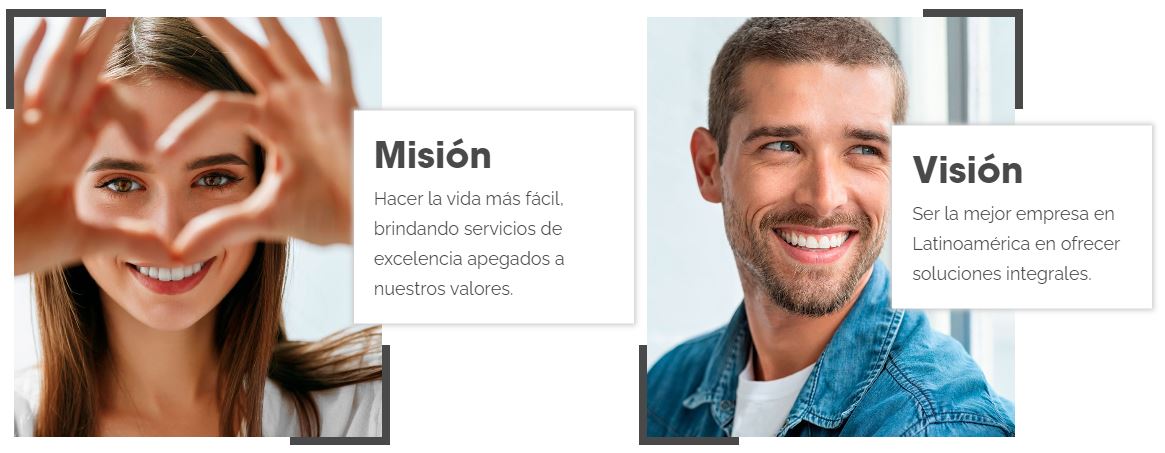 Misión
Hacer la vida más fácil,
brindando servicios de
excelencia apegados a
nuestros valores.
Visión
Ser la mejor empresa en
Latinoamérica en ofrecer
soluciones integrales.